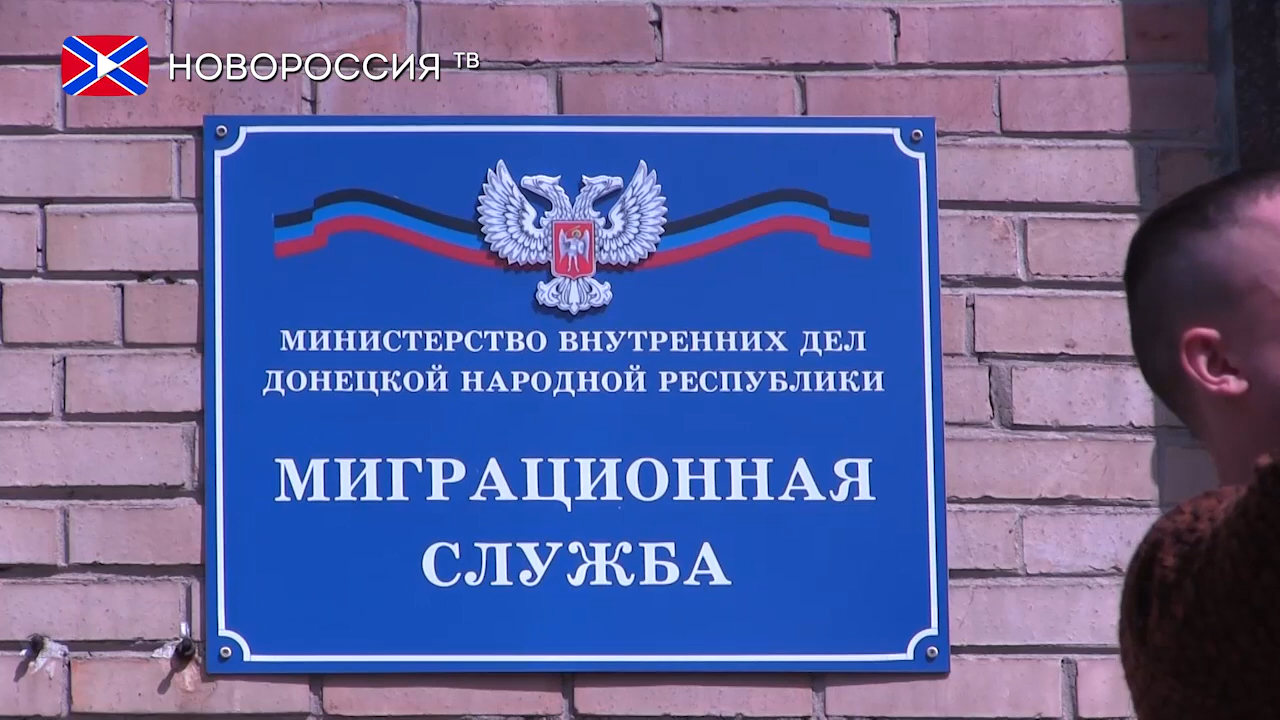 НОВОРОССИЯ ТВ
МИНИСТЕРСТВО ВНУТРЕННИХ ДЕЛ
ДОНЕЦКОЙ НАРОДНОЙ РЕСПУБЛИКИ
МИГРАЦИОННАЯ
СЛУЖБА